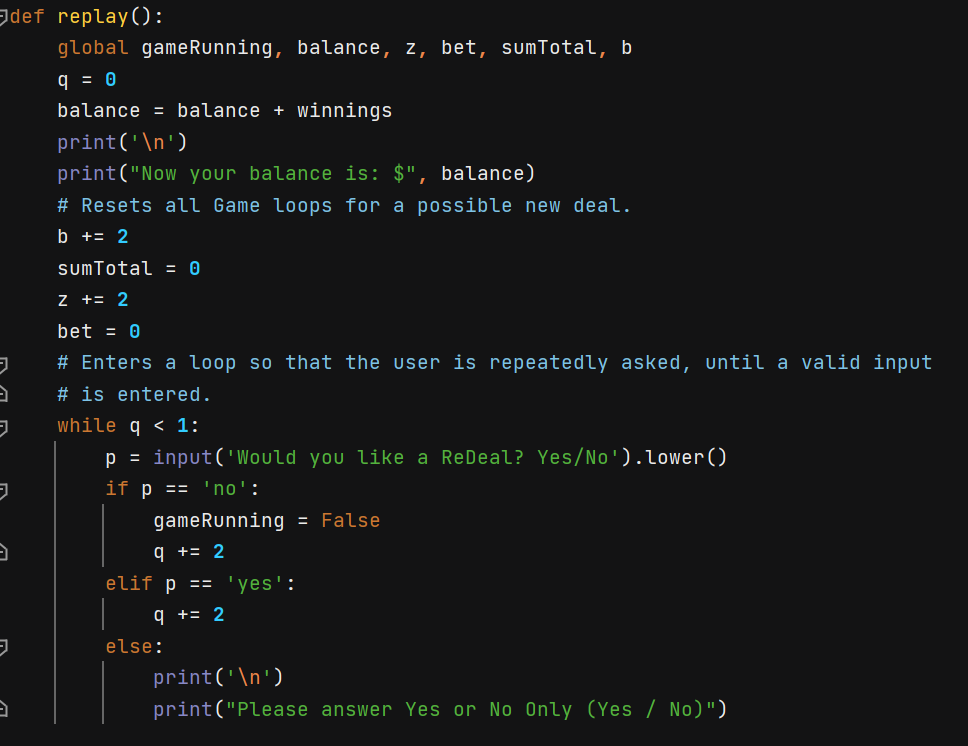 def replay():
    global gameRunning, balance, z, bet, sumTotal, b
    q = 0
    balance = balance + winnings
    print('\n')
    print("Now your balance is: $", balance)
    # Resets all Game loops for a possible new deal.
    b += 2
    sumTotal = 0
    z += 2
    bet = 0
    # Enters a loop so that the user is repeatedly asked, until a valid input
    # is entered.
    while q < 1:
        p = input('Would you like a ReDeal? Yes/No').lower()
        if p == 'no':
            gameRunning = False
            q += 2
        elif p == 'yes':
            q += 2
        else:
            print('\n')
            print("Please answer Yes or No Only (Yes / No)")